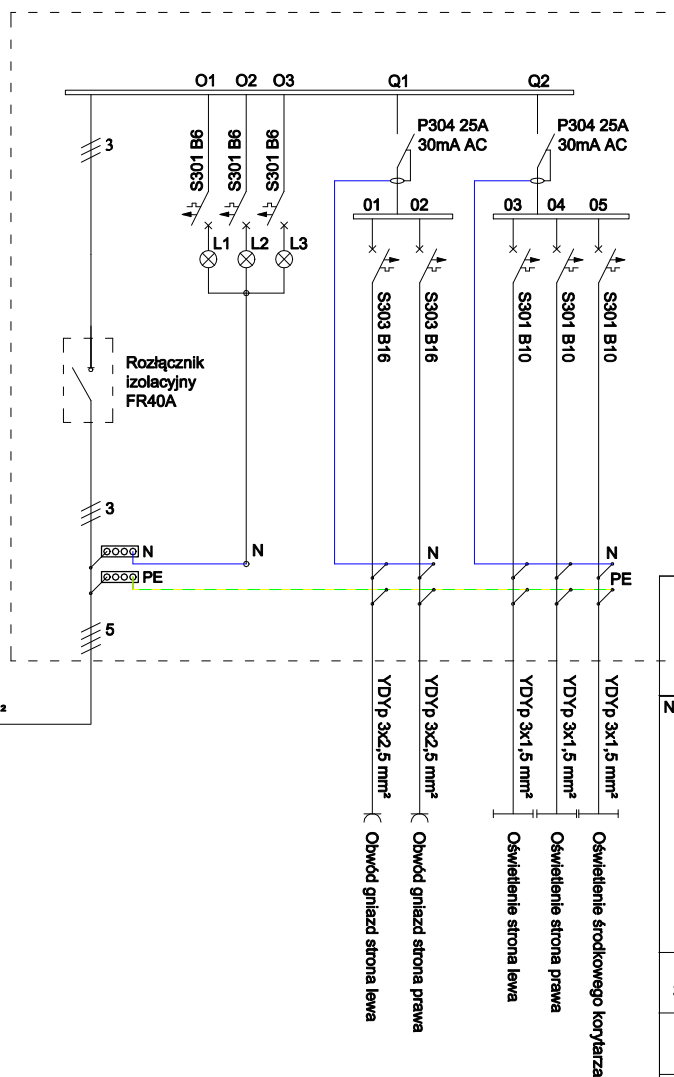 O1 O2 O3 Q1 Q2
S301 B6
S301 B6
S301 B6
P304 25A
30mA AC
P304 25A
30mA AC
3
01 02 03 04 05
L1 L2 L3
S303 B16
S303 B16
S301 B10
S301 B10
S301 B10
Rozłącznik
izolacyjny
FR40A
3
N
N
N
N
PE
PE
5
YDYp 3x2,5 mm²
YDYp 3x2,5 mm²
YDYp 3x1,5 mm²
YDYp 3x1,5 mm²
YDYp 3x1,5 mm²
²
N
Obwód gniazd strona lewa
Obwód gniazd strona prawa
Oświetlenie strona lewa
Oświetlenie strona prawa
Oświetlenie środkowego korytarza